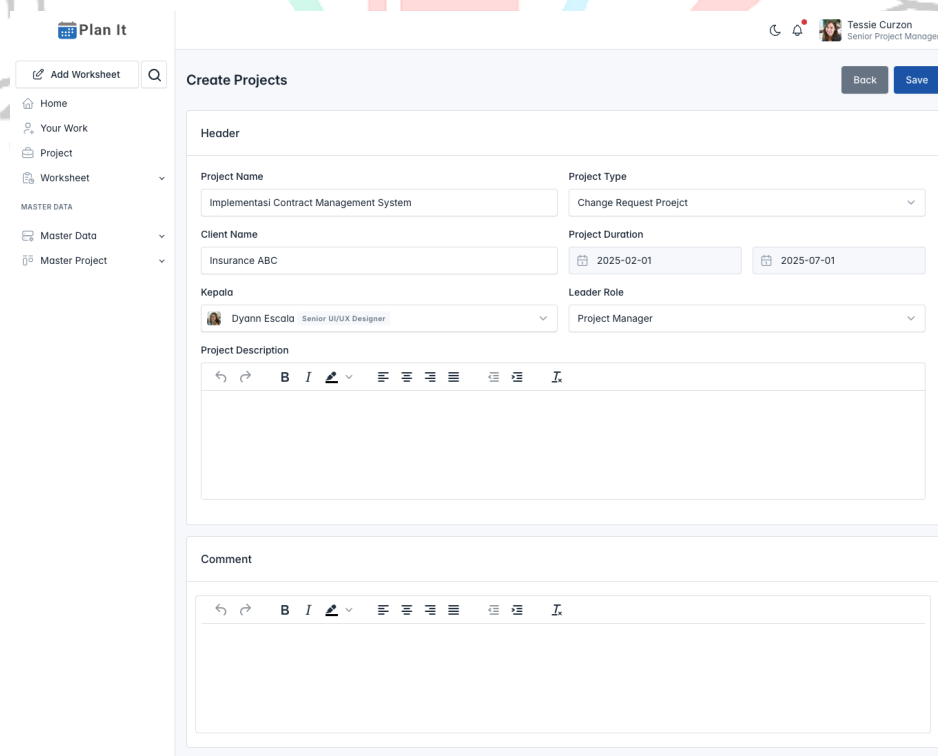 Plan It
Tessie Curzon
Senior Project Manager
Add Worksheet
Home
Your Work
Project
Worksheet
MASTER DATA
Master Data
Master Project
Create Projects
Back
Save
Header
Project Name
Project Type
Implementasi Contract Management System
Change Request Proejct
Client Name
Project Duration
Insurance ABC
2025-02-01
2025-07-01
Kepala
Leader Role
Dyann Escala Senior UI/UX Designer
Project Manager
Project Description
B I
Comment
B I